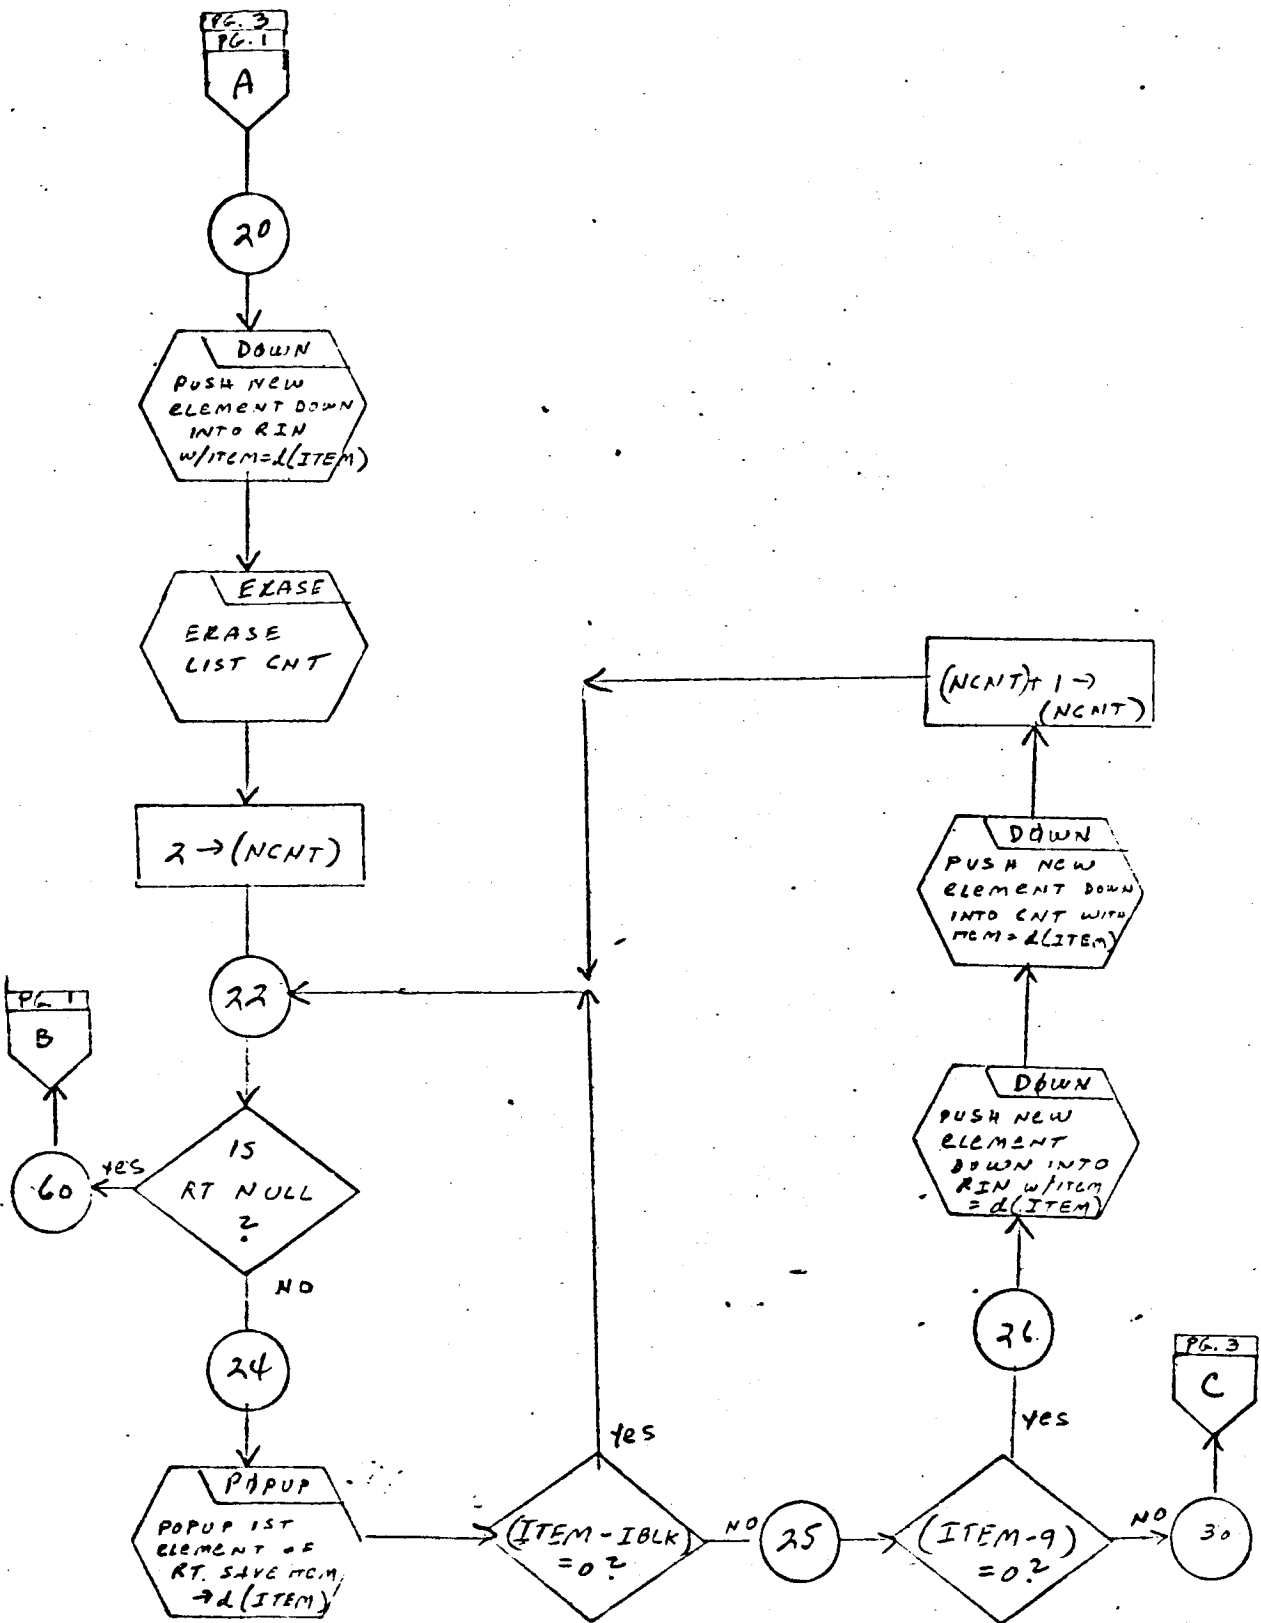 PG. 3
PG. 1
A
20
DOWN
PUSH NEW
ELEMENT DOWN
INTO RIN
W/ITEM=d(ITEM)
ERASE
ERASE
LIST CNT
2→(NCNT)
22
PG 1
B
60
yes
IS
RT NULL
?
NO
24
POPUP
POPUP 1ST
ELEMENT OF
RT. SAVE ITEM
→d(ITEM)
(ITEM-IBLK)
=0?
yes
NO
25
(ITEM-9)
=0?
yes
NO
30
PG. 3
C
26
DOWN
PUSH NEW
ELEMENT
DOWN INTO
RIN W/ITEM
=d(ITEM)
DOWN
PUSH NEW
ELEMENT DOWN
INTO CNT WITH
ITEM=d(ITEM)
(NCNT)+1→
(NCNT)